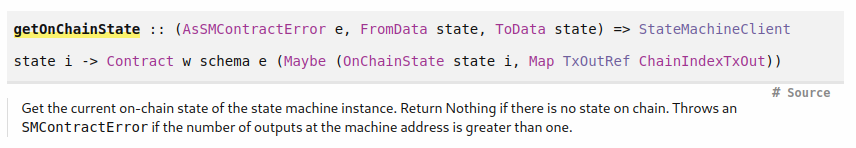 getOnChainState :: (AsSMContractError e, FromData state, ToData state) => StateMachineClient
state i -> Contract w schema e (Maybe (OnChainState state i, Map TxOutRef ChainIndexTxOut))
# Source
Get the current on-chain state of the state machine instance. Return Nothing if there is no state on chain. Throws an
SMContractError if the number of outputs at the machine address is greater than one.